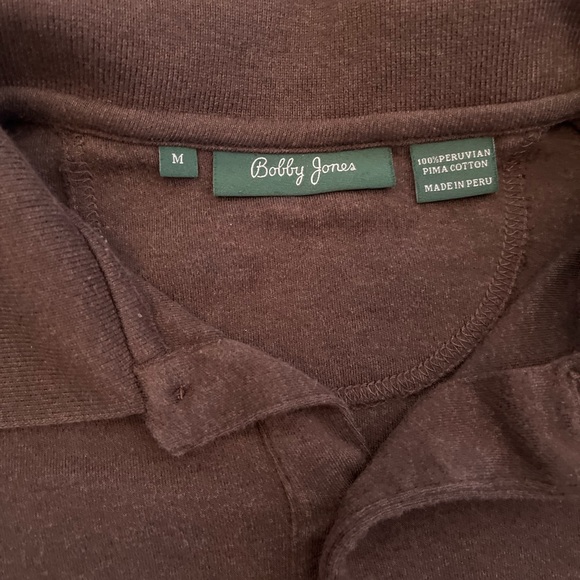 M
Bobby Jones
100%PERUVIAN
PIMA COTTON
MADE IN PERU